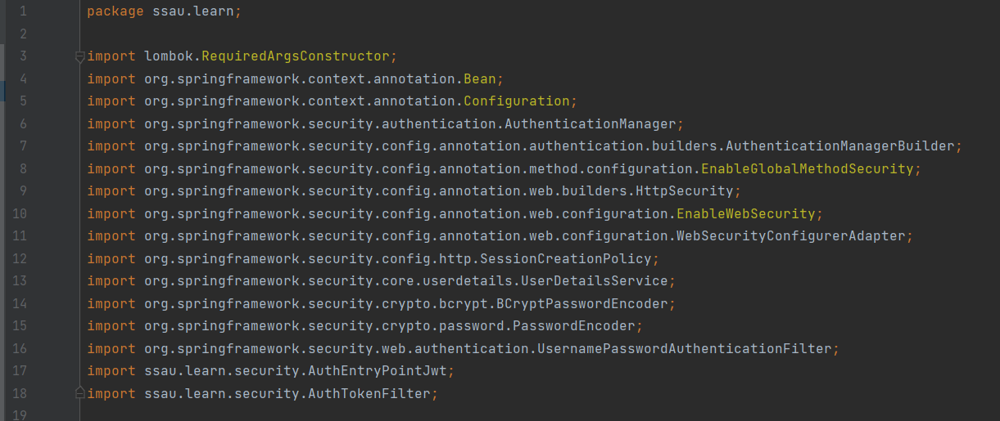 1 package ssau.learn;
2
3 import lombok.RequiredArgsConstructor;
4 import org.springframework.context.annotation.Bean;
5 import org.springframework.context.annotation.Configuration;
6 import org.springframework.security.authentication.AuthenticationManager;
7 import org.springframework.security.config.annotation.authentication.builders.AuthenticationManagerBuilder;
8 import org.springframework.security.config.annotation.method.configuration.EnableGlobalMethodSecurity;
9 import org.springframework.security.config.annotation.web.builders.HttpSecurity;
10 import org.springframework.security.config.annotation.web.configuration.EnableWebSecurity;
11 import org.springframework.security.config.annotation.web.configuration.WebSecurityConfigurerAdapter;
12 import org.springframework.security.config.http.SessionCreationPolicy;
13 import org.springframework.security.core.userdetails.UserDetailsService;
14 import org.springframework.security.crypto.bcrypt.BCryptPasswordEncoder;
15 import org.springframework.security.crypto.password.PasswordEncoder;
16 import org.springframework.security.web.authentication.UsernamePasswordAuthenticationFilter;
17 import ssau.learn.security.AuthEntryPointJwt;
18 import ssau.learn.security.AuthTokenFilter;
19